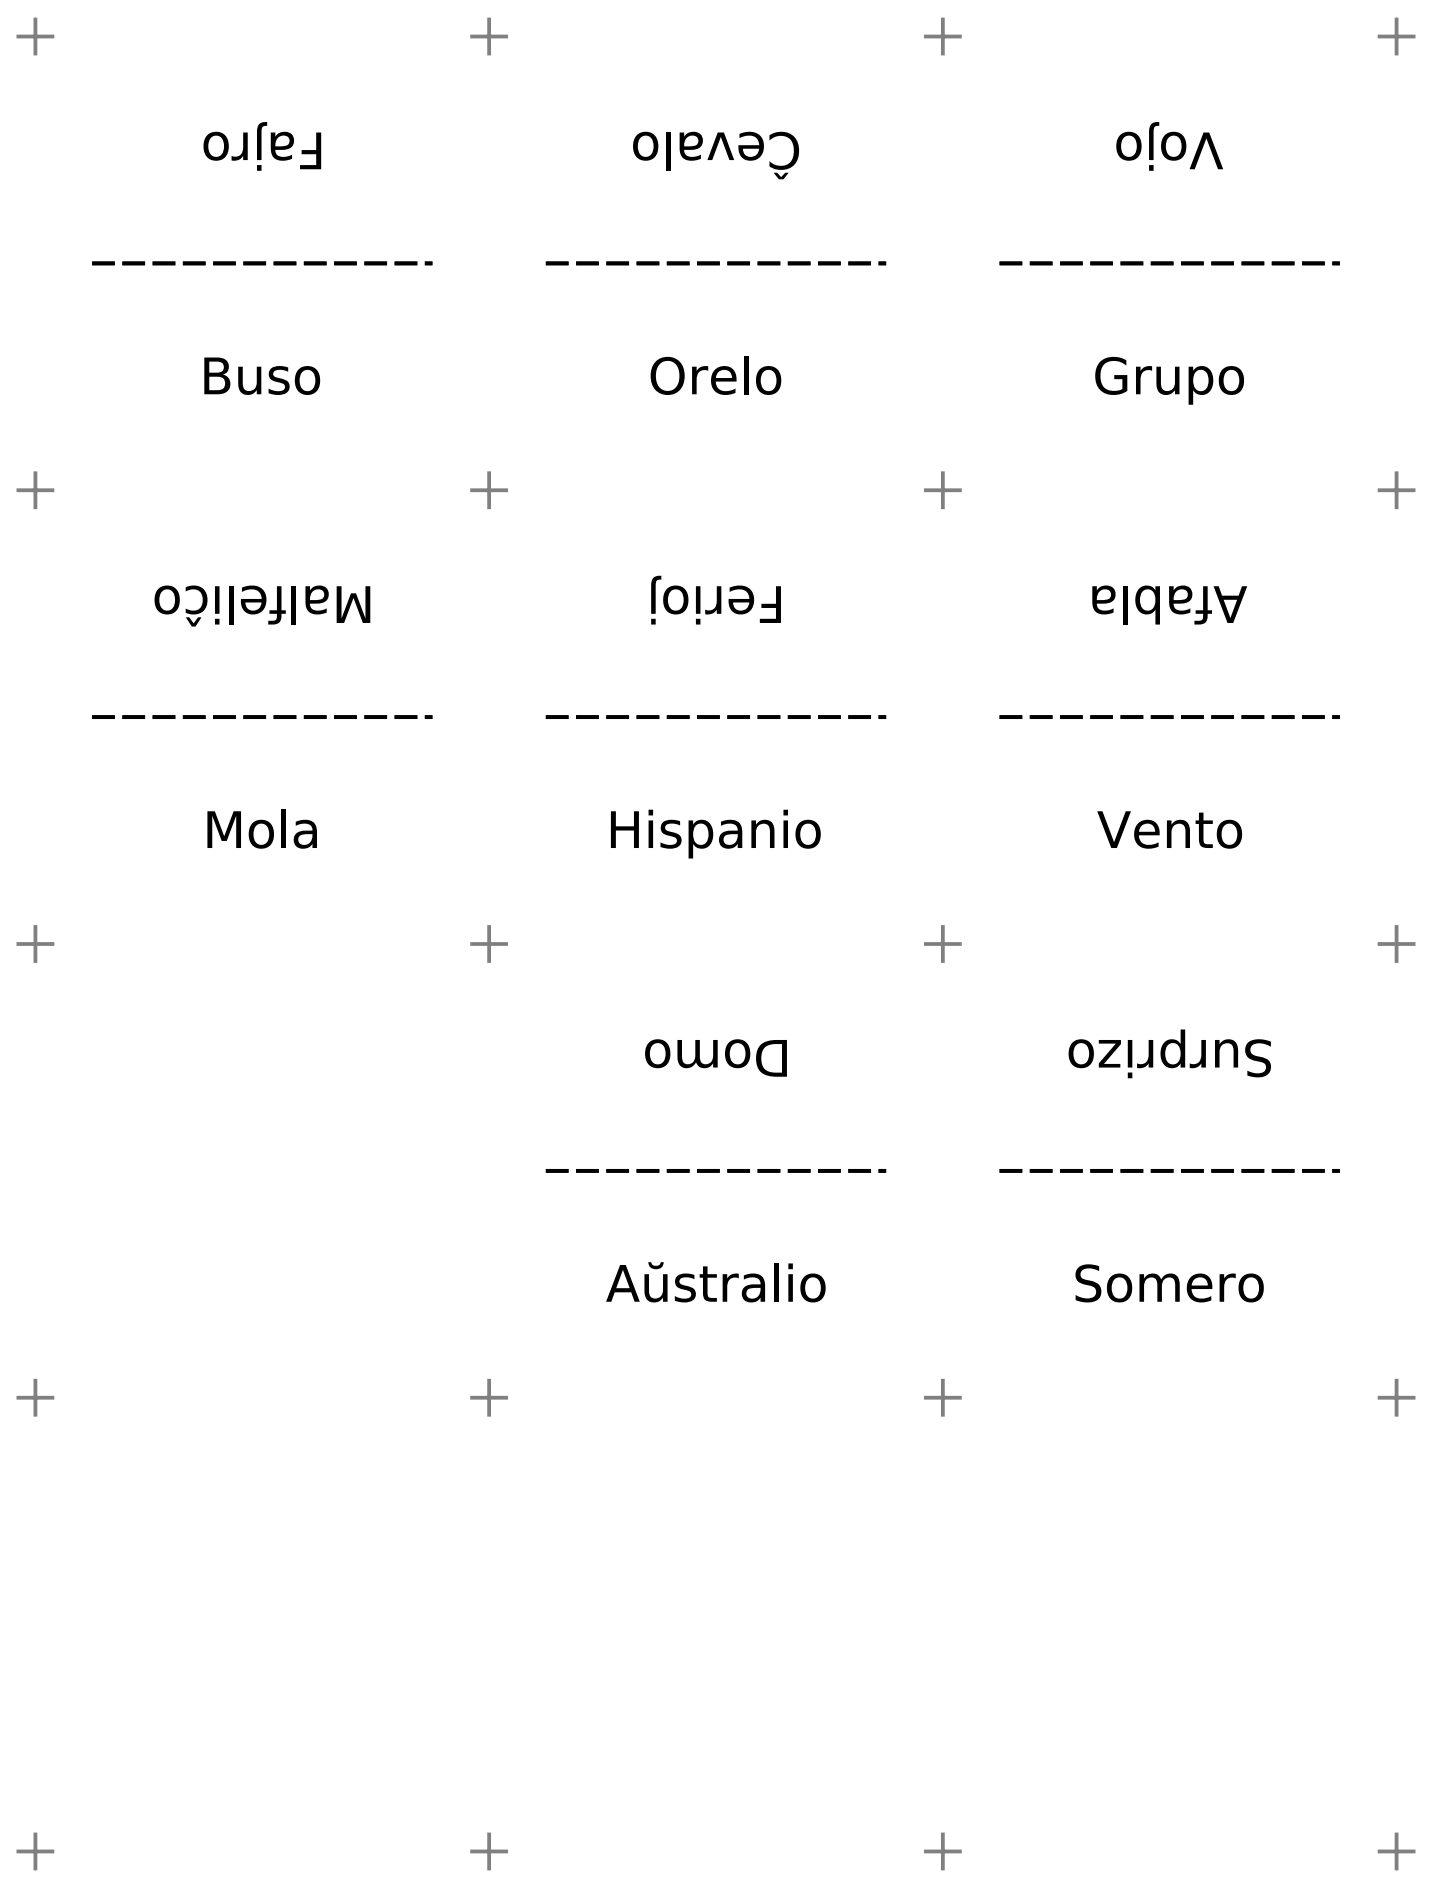 Fajro
Buso
Ĉevalo
Orelo
Vojo
Grupo
Malfeliĉo
Mola
Ferioj
Hispanio
Afabla
Vento
Domo
Aŭstralio
Surprizo
Somero